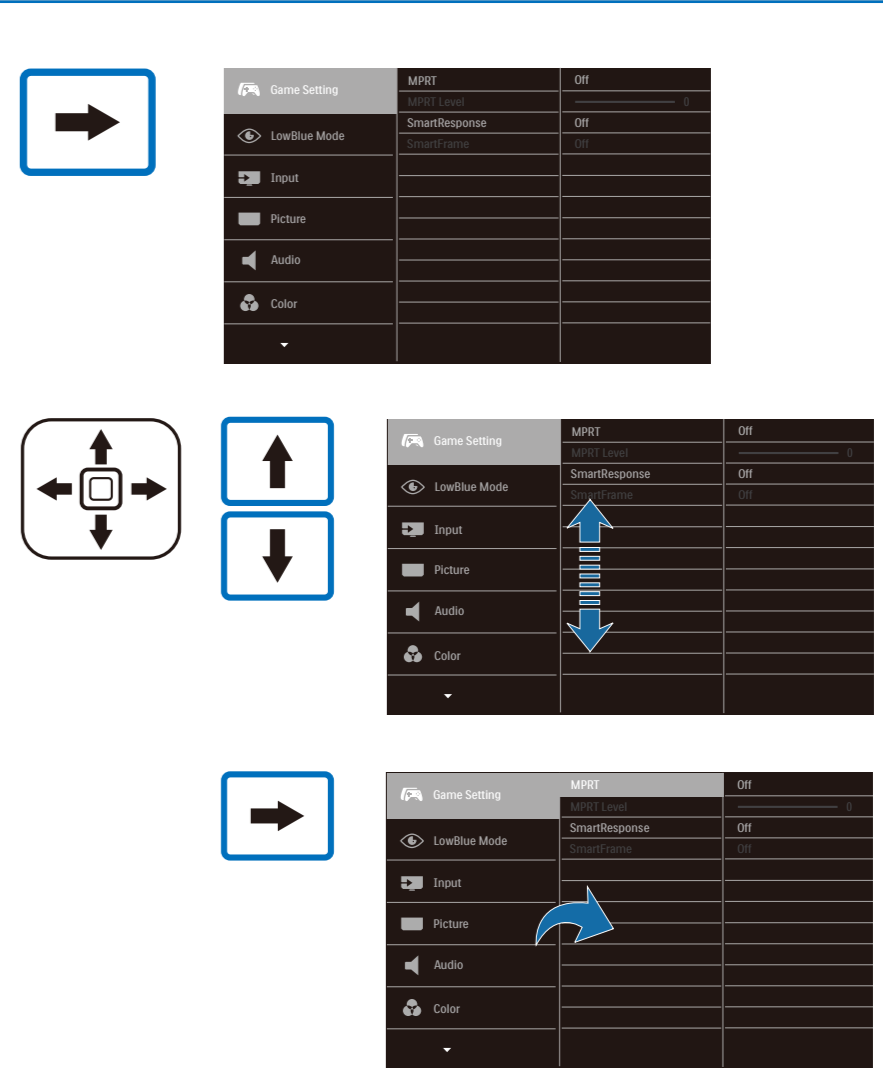 Game Setting
MPRT
Off
MPRT Level
0
LowBlue Mode
SmartResponse
Off
SmartFrame
Off
Input
Picture
Audio
Color
Game Setting
MPRT
Off
MPRT Level
0
LowBlue Mode
SmartResponse
Off
SmartFrame
Off
Input
Picture
Audio
Color
Game Setting
MPRT
Off
MPRT Level
0
LowBlue Mode
SmartResponse
Off
SmartFrame
Off
Input
Picture
Audio
Color